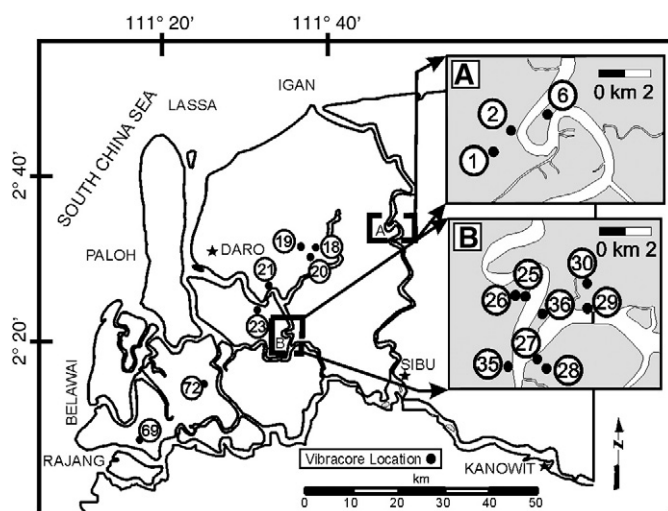 111° 20'
111° 40'
2° 40'
2° 20'
SOUTH CHINA SEA
LASSA
IGAN
PALOH
DARO
BELAWAI
RAJANG
SIBU
KANOWIT
A
B
19
18
20
21
23
72
69
A
0 km 2
6
2
1
B
0 km 2
30
25
26
36
29
27
35
28
Vibracore Location
km
0 10 20 30 40 50
N